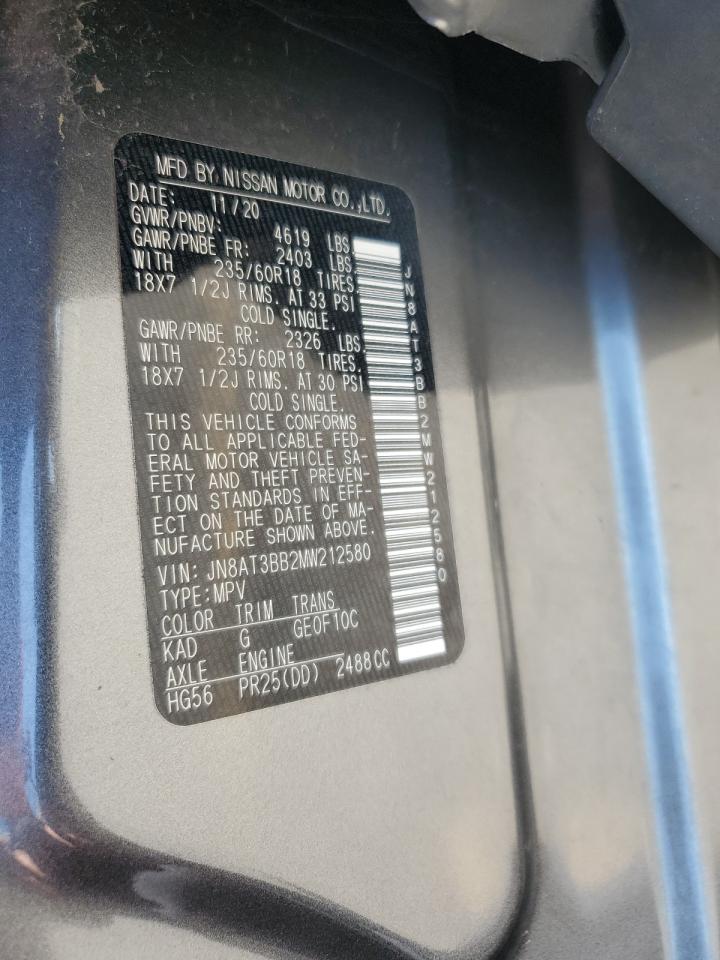 MFD BY NISSAN MOTOR CO.,LTD.
DATE: 11/20
GVWR/PNBV: 4619 LBS
GAWR/PNBE FR: 2403 LBS.
WITH 235/60R18 TIRES
18X7 1/2J RIMS. AT 33 PSI
COLD SINGLE.
GAWR/PNBE RR: 2326 LBS
WITH 235/60R18 TIRES.
18X7 1/2J RIMS. AT 30 PSI
COLD SINGLE.
THIS VEHICLE CONFORMS
TO ALL APPLICABLE FED-
ERAL MOTOR VEHICLE SA-
FETY AND THEFT PREVEN-
TION STANDARDS IN EFF-
ECT ON THE DATE OF MA-
NUFACTURE SHOWN ABOVE.
VIN: JN8AT3BB2MW212580
TYPE:MPV
COLOR TRIM TRANS
KAD G GEOF10C
AXLE ENGINE
HG56 PR25(DD) 2488CC
JN8AT3BB2MW212580